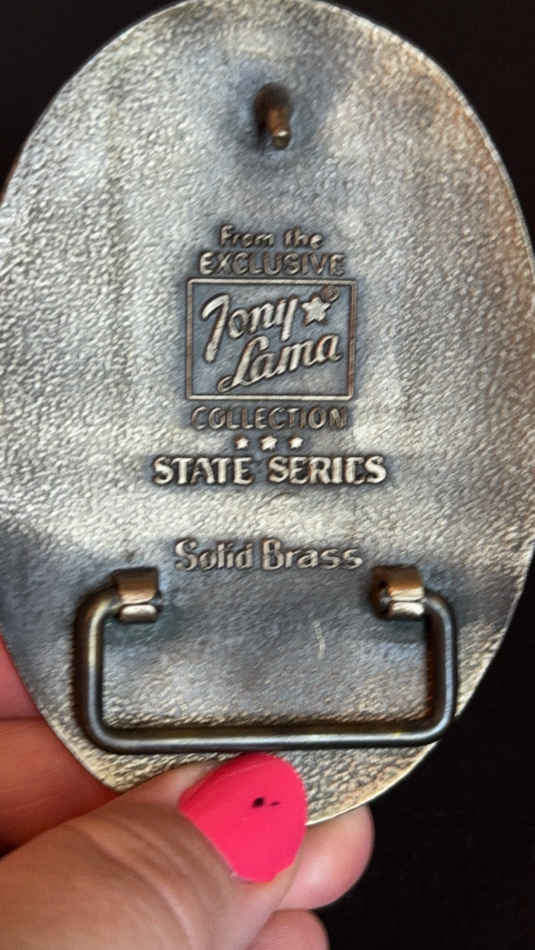 From the
EXCLUSIVE
Tony
Lama
COLLECTION
STATE SERIES
Solid Brass